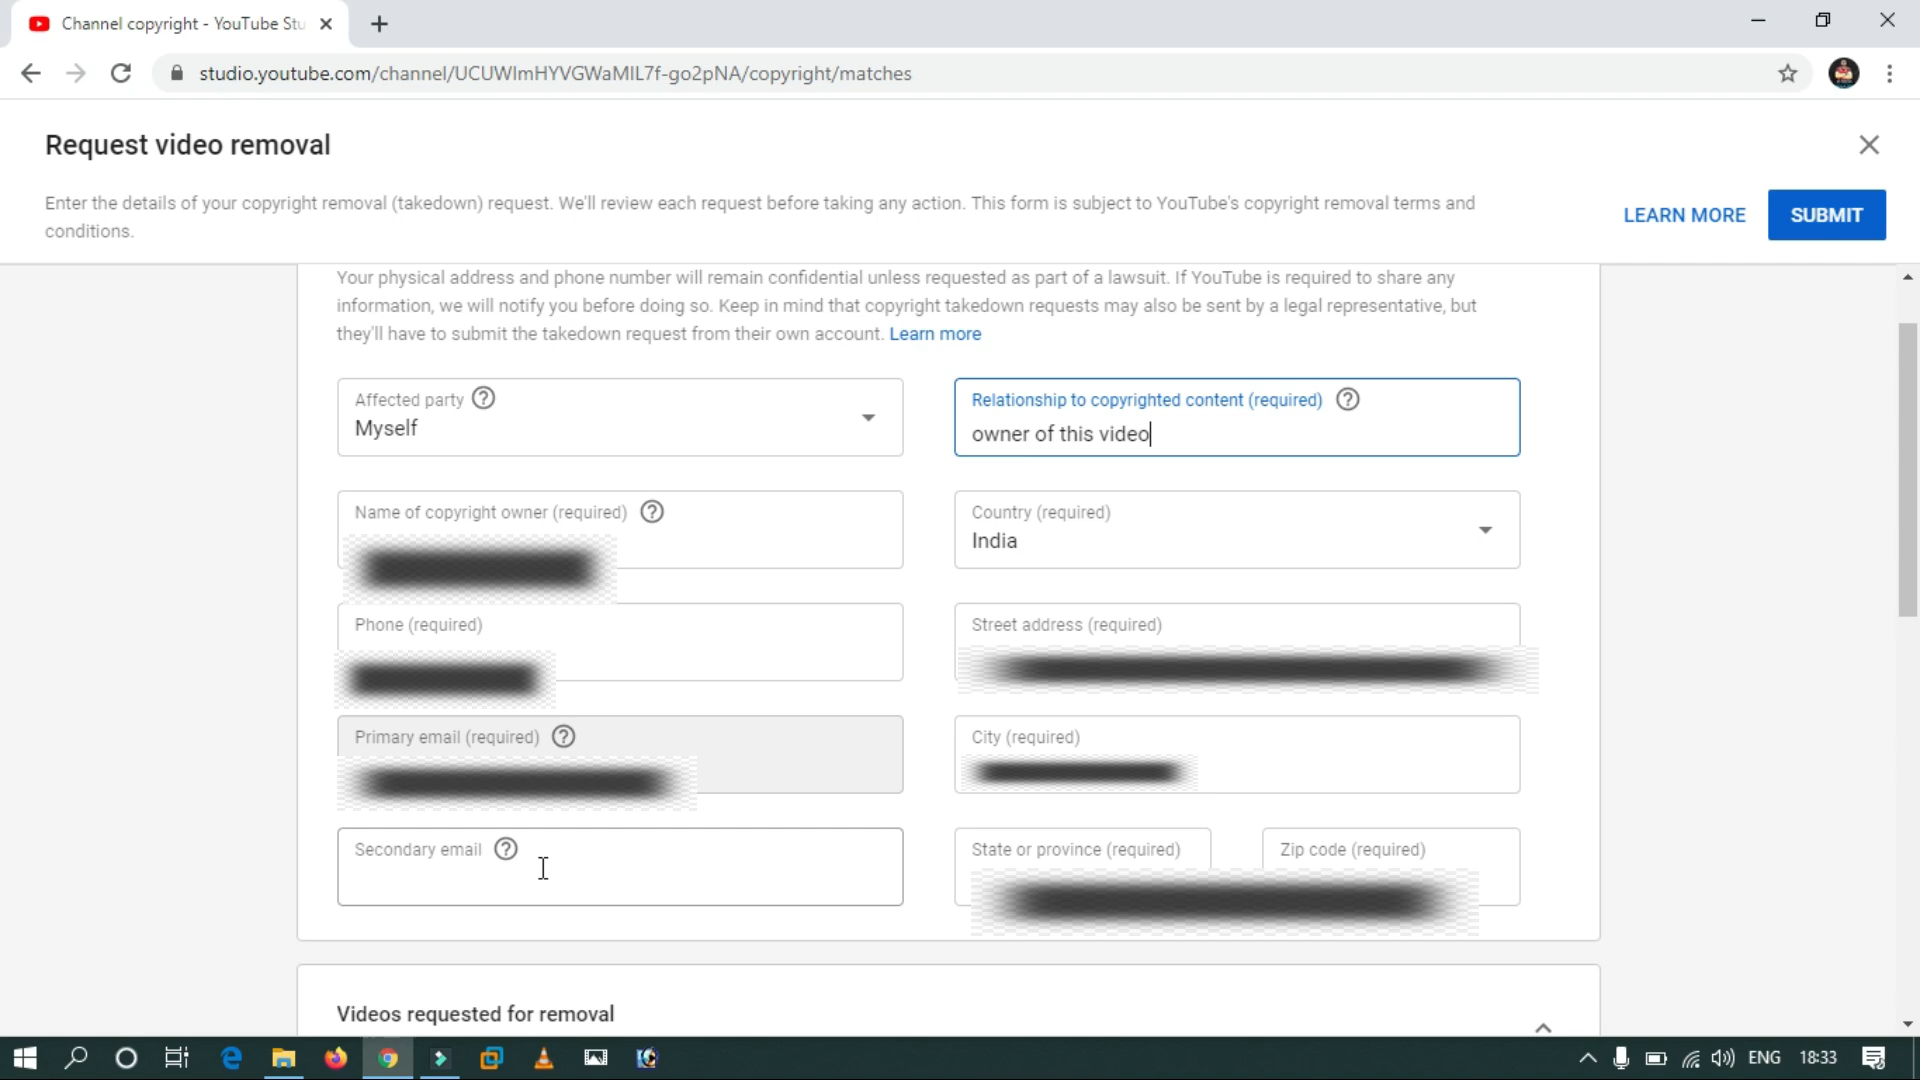 Channel copyright - YouTube Stu
studio.youtube.com/channel/UCUWlmHYVGWaMlL7f-go2pNA/copyright/matches
Request video removal
Enter the details of your copyright removal (takedown) request. We'll review each request before taking any action. This form is subject to YouTube's copyright removal terms and
conditions.
LEARN MORE
SUBMIT
Your physical address and phone number will remain confidential unless requested as part of a lawsuit. If YouTube is required to share any
information, we will notify you before doing so. Keep in mind that copyright takedown requests may also be sent by a legal representative, but
they'll have to submit the takedown request from their own account. Learn more
Affected party
Myself
Relationship to copyrighted content (required)
owner of this video
Name of copyright owner (required)
Country (required)
India
Phone (required)
Street address (required)
Primary email (required)
City (required)
Secondary email
State or province (required)
Zip code (required)
Videos requested for removal
ENG
18:33